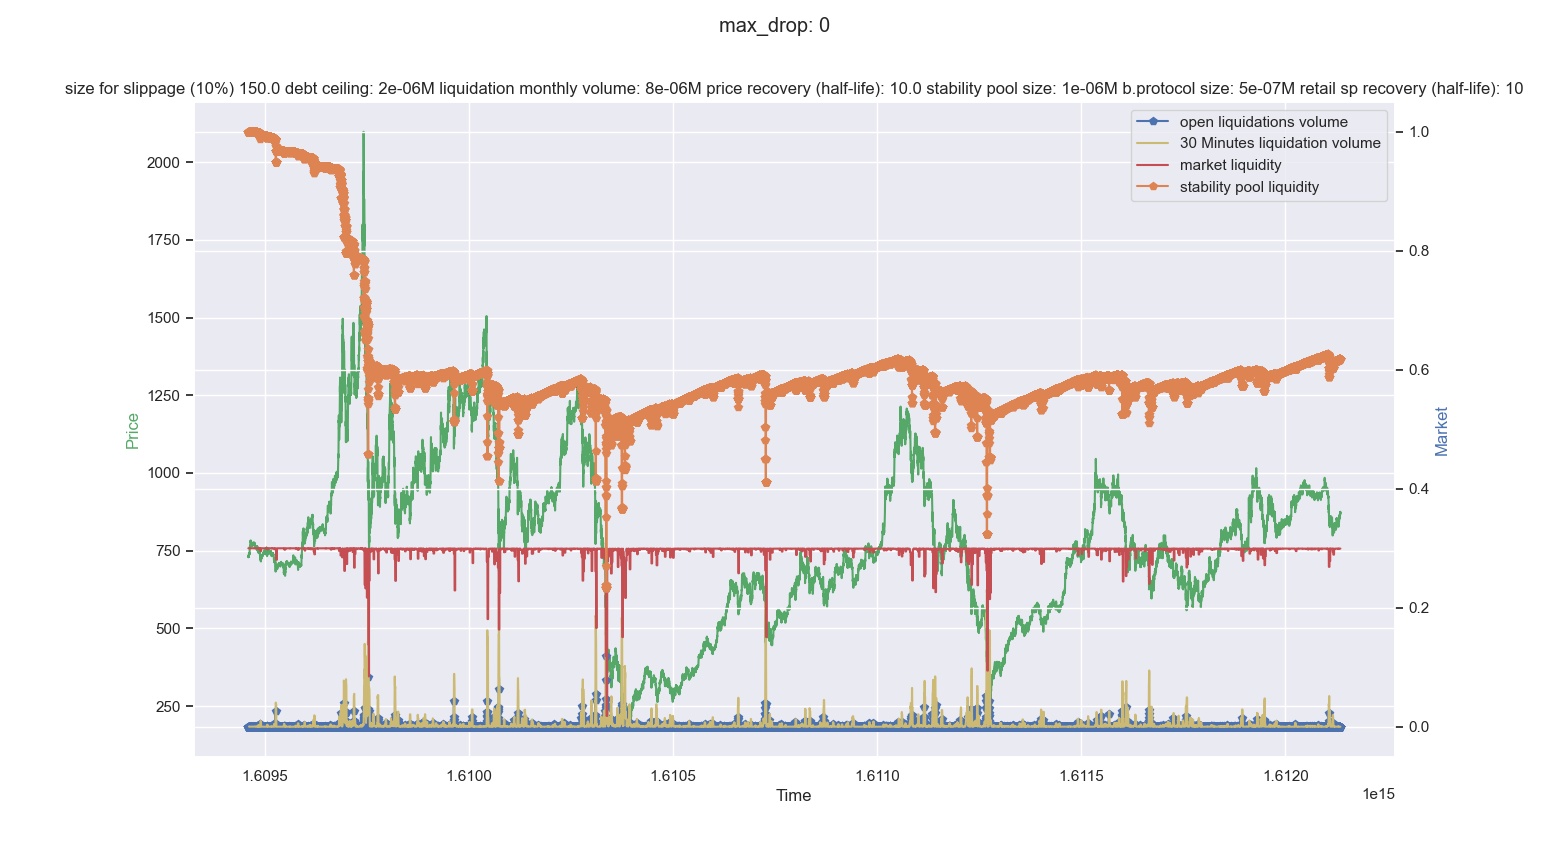 max_drop: 0
size for slippage (10%) 150.0 debt ceiling: 2e-06M liquidation monthly volume: 8e-06M price recovery (half-life): 10.0 stability pool size: 1e-06M b.protocol size: 5e-07M retail sp recovery (half-life): 10
open liquidations volume
30 Minutes liquidation volume
market liquidity
stability pool liquidity
2000
1750
1500
1250
1000
750
500
250
Price
1.0
0.8
0.6
0.4
0.2
0.0
Market
1.6095 1.6100 1.6105 1.6110 1.6115 1.6120
Time
1e15